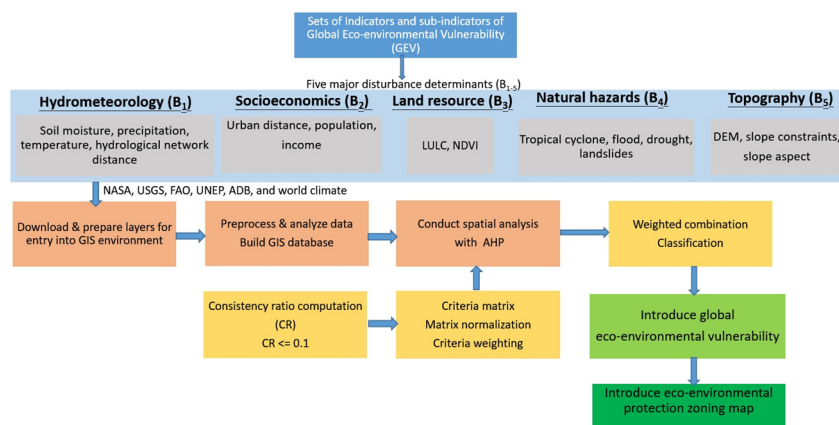 Sets of Indicators and sub-indicators of
Global Eco-environmental Vulnerability
(GEV)
Five major disturbance determinants (B1-5)
Hydrometeorology (B1)
Soil moisture, precipitation,
temperature, hydrological network
distance
Socioeconomics (B2)
Urban distance, population,
income
Land resource (B3)
LULC, NDVI
Natural hazards (B4)
Tropical cyclone, flood, drought,
landslides
Topography (B5)
DEM, slope constraints,
slope aspect
NASA, USGS, FAO, UNEP, ADB, and world climate
Download & prepare layers for
entry into GIS environment
Preprocess & analyze data
Build GIS database
Conduct spatial analysis
with AHP
Weighted combination
Classification
Consistency ratio computation
(CR)
CR <= 0.1
Criteria matrix
Matrix normalization
Criteria weighting
Introduce global
eco-environmental vulnerability
Introduce eco-environmental
protection zoning map